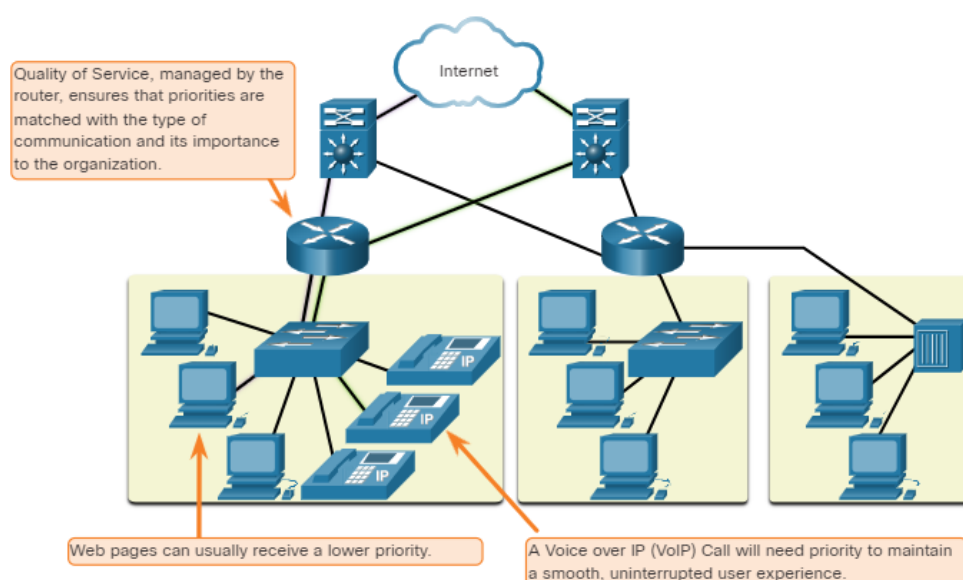 Internet
Quality of Service, managed by the
router, ensures that priorities are
matched with the type of
communication and its importance
to the organization.
IP
IP
IP
Web pages can usually receive a lower priority.
A Voice over IP (VoIP) Call will need priority to maintain
a smooth, uninterrupted user experience.